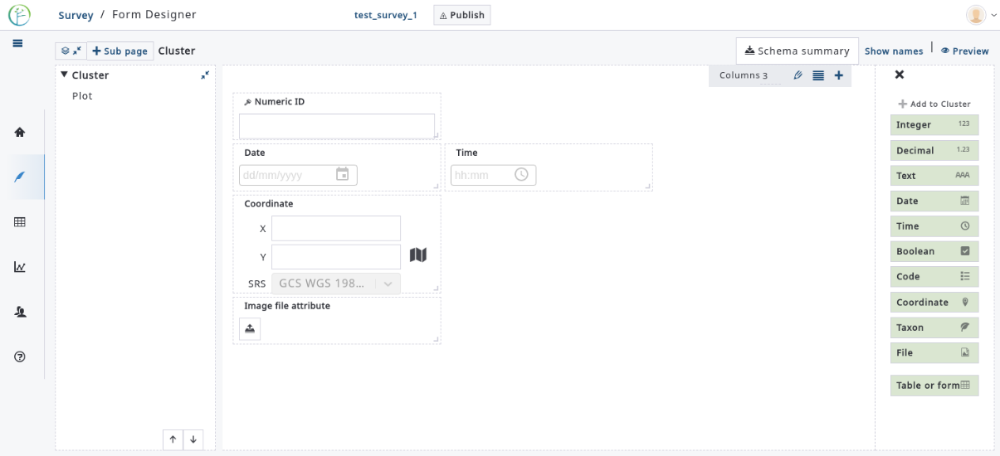 Survey / Form Designer
test_survey_1
Publish
Sub page
Cluster
Schema summary
Show names
Preview
Cluster
Plot
Columns 3
Numeric ID
Date
dd/mm/yyyy
Time
hh:mm
Coordinate
X
Y
SRS
GCS WGS 198...
Image file attribute
Add to Cluster
Integer 123
Decimal 1.23
Text AAA
Date
Time
Boolean
Code
Coordinate
Taxon
File
Table or form